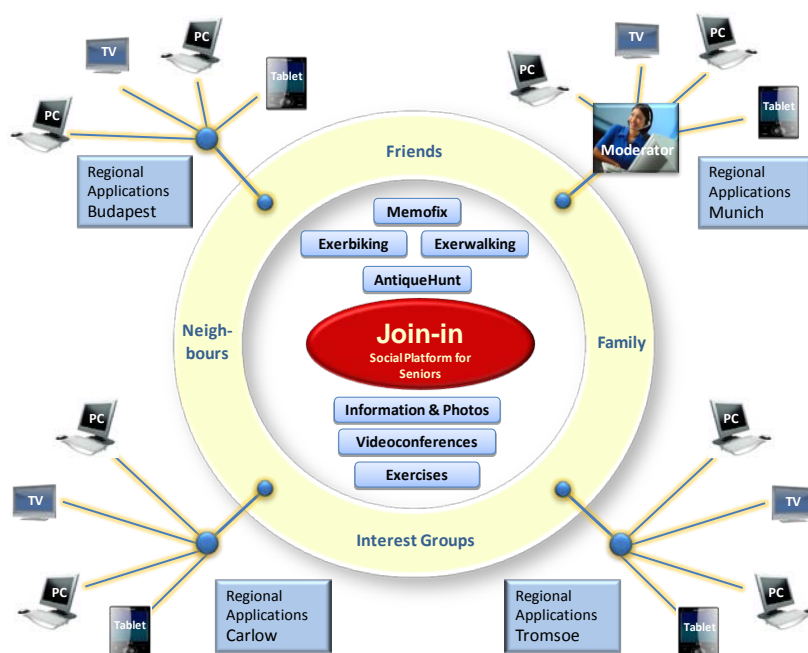 PC
TV
PC
Tablet
Regional
Applications
Budapest
PC
TV
PC
Tablet
Moderator
Regional
Applications
Munich
Friends
Memofix
Exerbiking
Exerwalking
AntiqueHunt
Neigh-
bours
Join-in
Social Platform for
Seniors
Family
Information & Photos
Videoconferences
Exercises
Interest Groups
PC
TV
PC
Tablet
Regional
Applications
Carlow
PC
TV
PC
Tablet
Regional
Applications
Tromsoe